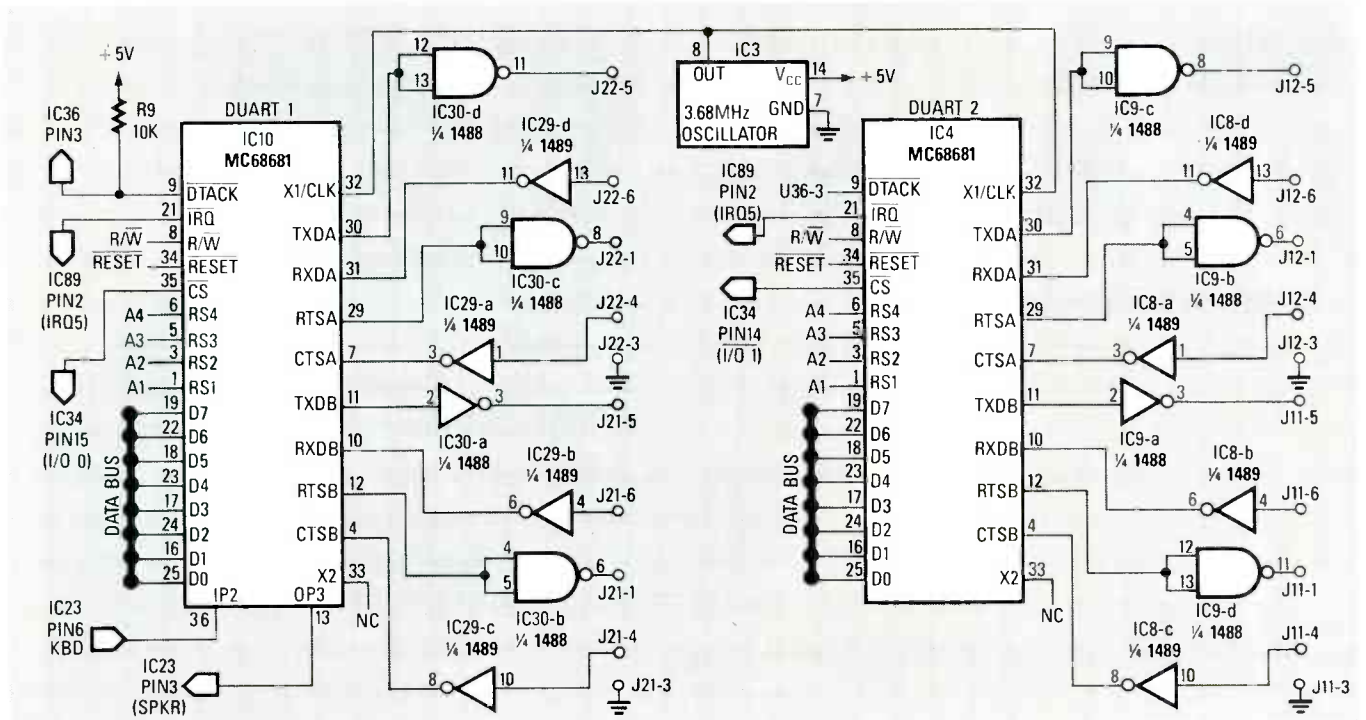 + 5V
R9
10K
IC36
PIN3
DUART 1
IC10
MC68681
9 DTACK
21 IRQ
R/W 8 R/W
RESET 34 RESET
35 CS
A4 6 RS4
A3 5 RS3
A2 3 RS2
A1 1 RS1
19 D7
22 D6
18 D5
23 D4
17 D3
24 D2
16 D1
25 D0
DATA BUS
IC89
PIN2
(IRQ5)
IC34
PIN15
(I/O 0)
IP2
36
OP3
13
IC23
PIN6
KBD
IC23
PIN3
(SPKR)
X1/CLK 32
TXDA 30
RXDA 31
RTSA 29
CTSA 7
TXDB 11
RXDB 10
RTSB 12
CTSB 4
X2 33
NC
12
13
11
J22-5
IC30-d
¼ 1488
IC29-d
¼ 1489
11
13
J22-6
9
10
8
J22-1
IC30-c
¼ 1488
IC29-a
¼ 1489
3
1
J22-4
J22-3
2
3
J21-5
IC30-a
¼ 1488
IC29-b
¼ 1489
6
4
J21-6
4
5
6
J21-1
IC30-b
¼ 1488
IC29-c
¼ 1489
8
10
J21-4
J21-3
IC3
8
OUT
VCC 14
+ 5V
GND 7
3.68MHz
OSCILLATOR
DUART 2
IC4
MC68681
U36-3 9 DTACK
21 IRQ
R/W 8 R/W
RESET 34 RESET
35 CS
A4 6 RS4
A3 5 RS3
A2 3 RS2
A1 1 RS1
19 D7
22 D6
18 D5
23 D4
17 D3
24 D2
16 D1
25 D0
DATA BUS
IC89
PIN2
(IRQ5)
IC34
PIN14
(I/O 1)
X1/CLK 32
TXDA 30
RXDA 31
RTSA 29
CTSA 7
TXDB 11
RXDB 10
RTSB 12
CTSB 4
X2 33
NC
9
10
8
J12-5
IC9-c
¼ 1488
IC8-d
¼ 1489
11
13
J12-6
4
5
6
J12-1
IC9-b
¼ 1488
IC8-a
¼ 1489
3
1
J12-4
J12-3
2
3
J11-5
IC9-a
¼ 1488
IC8-b
¼ 1489
6
4
J11-6
12
13
11
J11-1
IC9-d
¼ 1488
IC8-c
¼ 1489
8
10
J11-4
J11-3